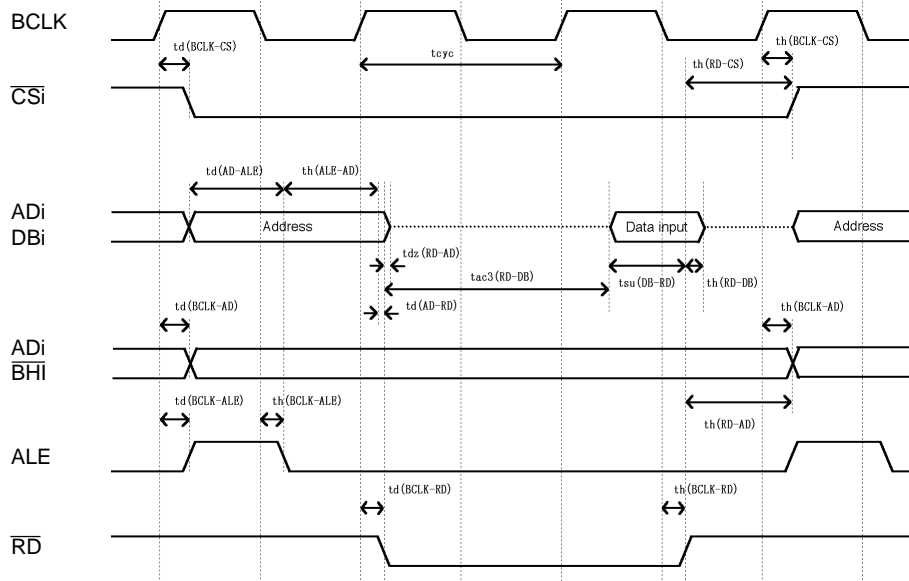 BCLK
td(BCLK-CS)
tcyc
th(BCLK-CS)
th(RD-CS)
CSi
td(AD-ALE)
th(ALE-AD)
ADi
DBi
Address
Data input
Address
tdz(RD-AD)
tac3(RD-DB)
tsu(DB-RD)
th(RD-DB)
td(AD-RD)
td(BCLK-AD)
th(BCLK-AD)
ADi
BHI
td(BCLK-ALE)
th(BCLK-ALE)
th(RD-AD)
ALE
td(BCLK-RD)
th(BCLK-RD)
RD